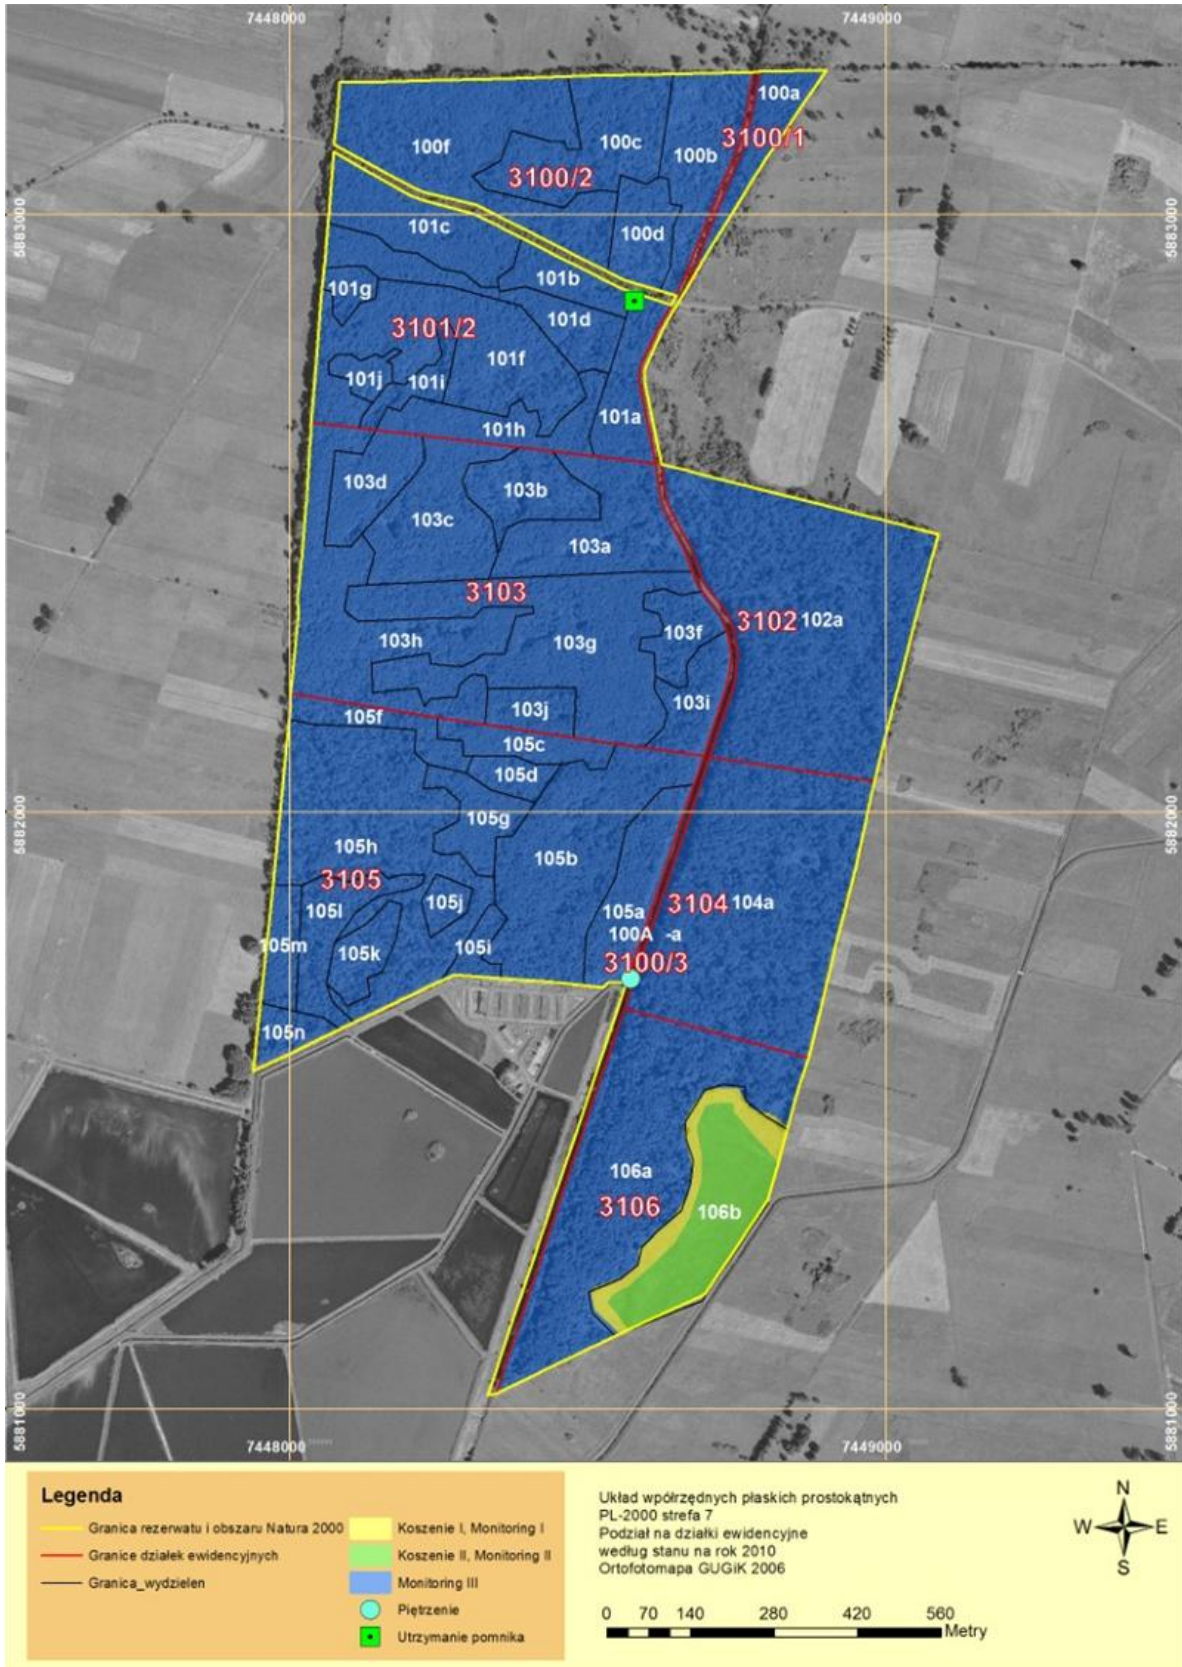 7448000 7449000
100a
3100/1
100f 100c 100b
3100/2
5883000 5883000
101c 100d
101b
101g 101d
3101/2
101f
101j 101i
101a
101h
103d 103b
103c
103a
3103
3102 102a
103h 103g 103f
103i
105f 103j
105c
105d
5882000 5882000
105g
105h 105b
3105
105l 105j 105a 3104 104a
100A -a
105m 105k 105i
3100/3
105n
106a
3106 106b
5881000 5881000
7448000 7449000
Legenda
Granica rezerwatu i obszaru Natura 2000
Granice działek ewidencyjnych
Granica_wydzielen
Koszenie I, Monitoring I
Koszenie II, Monitoring II
Monitoring III
Piętrzenie
Utrzymanie pomnika
Układ wpółrzędnych płaskich prostokątnych
PL-2000 strefa 7
Podział na działki ewidencyjne
według stanu na rok 2010
Ortofotomapa GUGiK 2006
0 70 140 280 420 560
Metry
N
W E
S